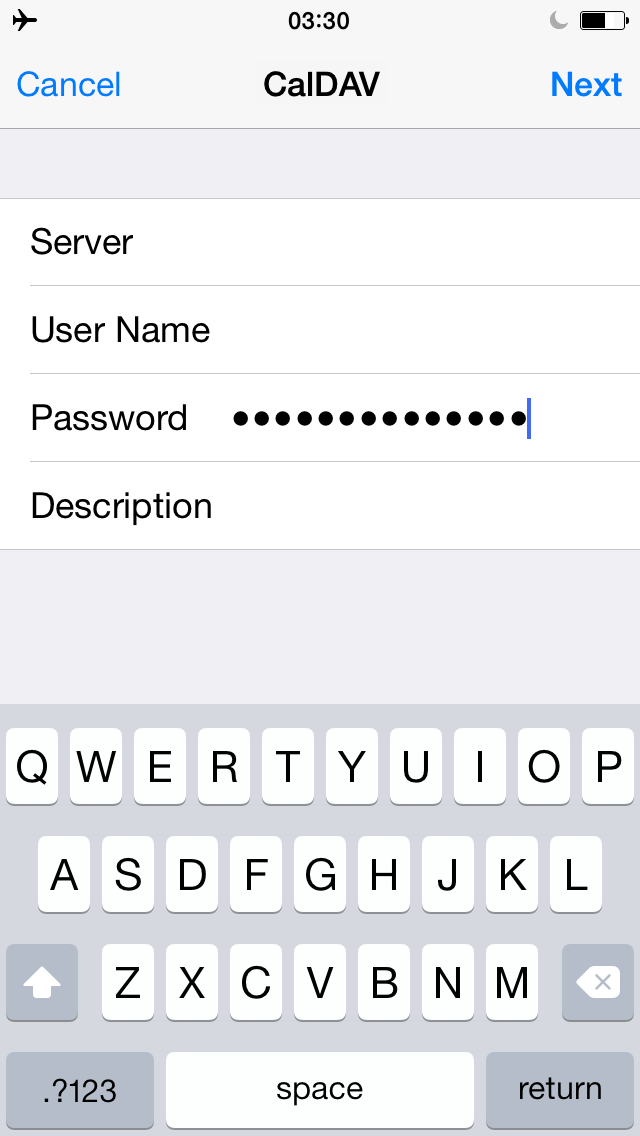 03:30
Cancel CalDAV Next
Server
User Name
Password ••••••••••••••
Description
Q W E R T Y U I O P
A S D F G H J K L
Z X C V B N M
.?123 space return